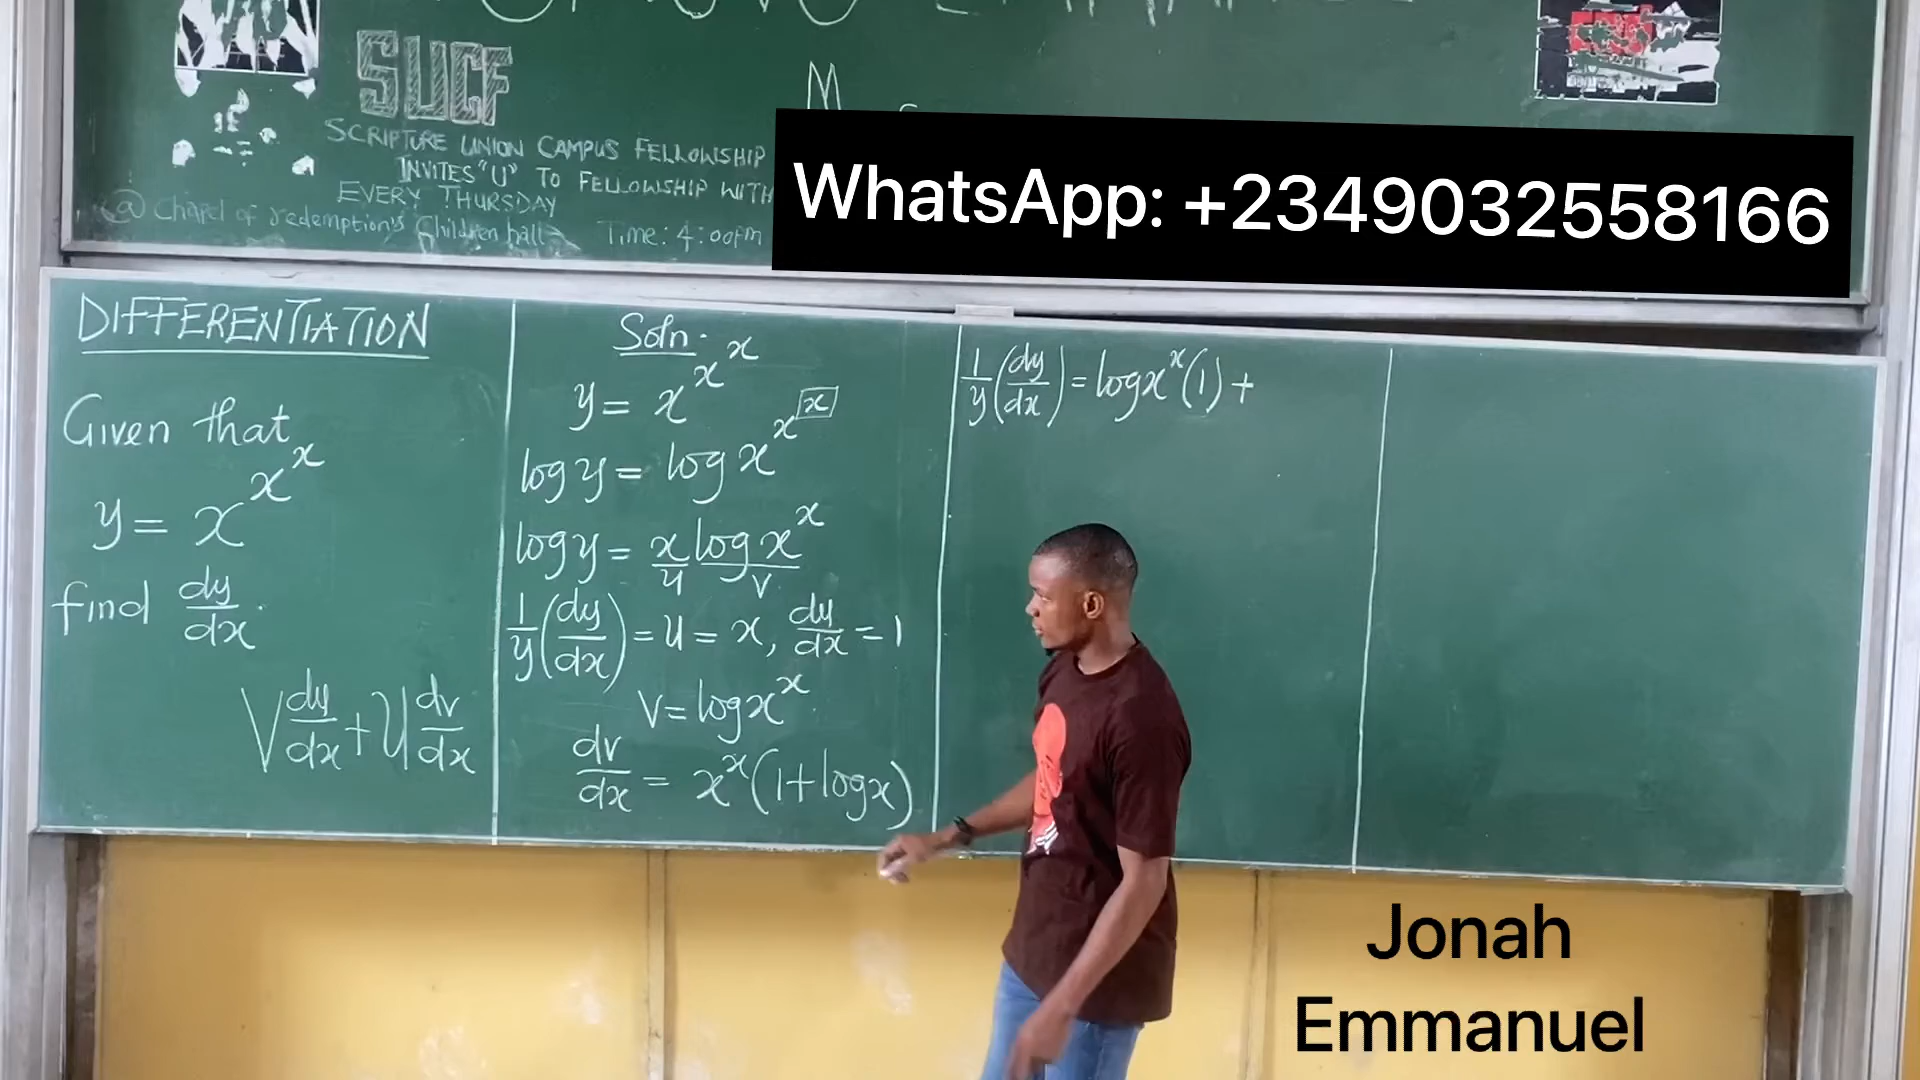 SUCF
SCRIPTURE UNION CAMPUS FELLOWSHIP
INVITES "U" TO FELLOWSHIP WITH
EVERY THURSDAY
@ Chapel of redemption's Children hall Time: 4:00pm
WhatsApp: +2349032558166
DIFFERENTIATION
Given that
y = x^x^x
find dy/dx.
V dy/dx + U dv/dx
Soln.
y = x^x^x
log y = log x^x^x
log y = x log x^x
u v
1/y (dy/dx) = u = x, du/dx = 1
V = log x^x.
dv/dx = x^x (1 + log x)
1/y (dy/dx) = log x^x (1) +
Jonah
Emmanuel